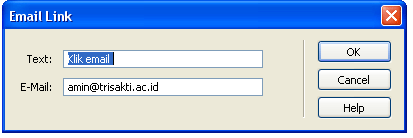 Email Link
Text: Klik email
OK
E-Mail: amin@trisakti.ac.id
Cancel
Help